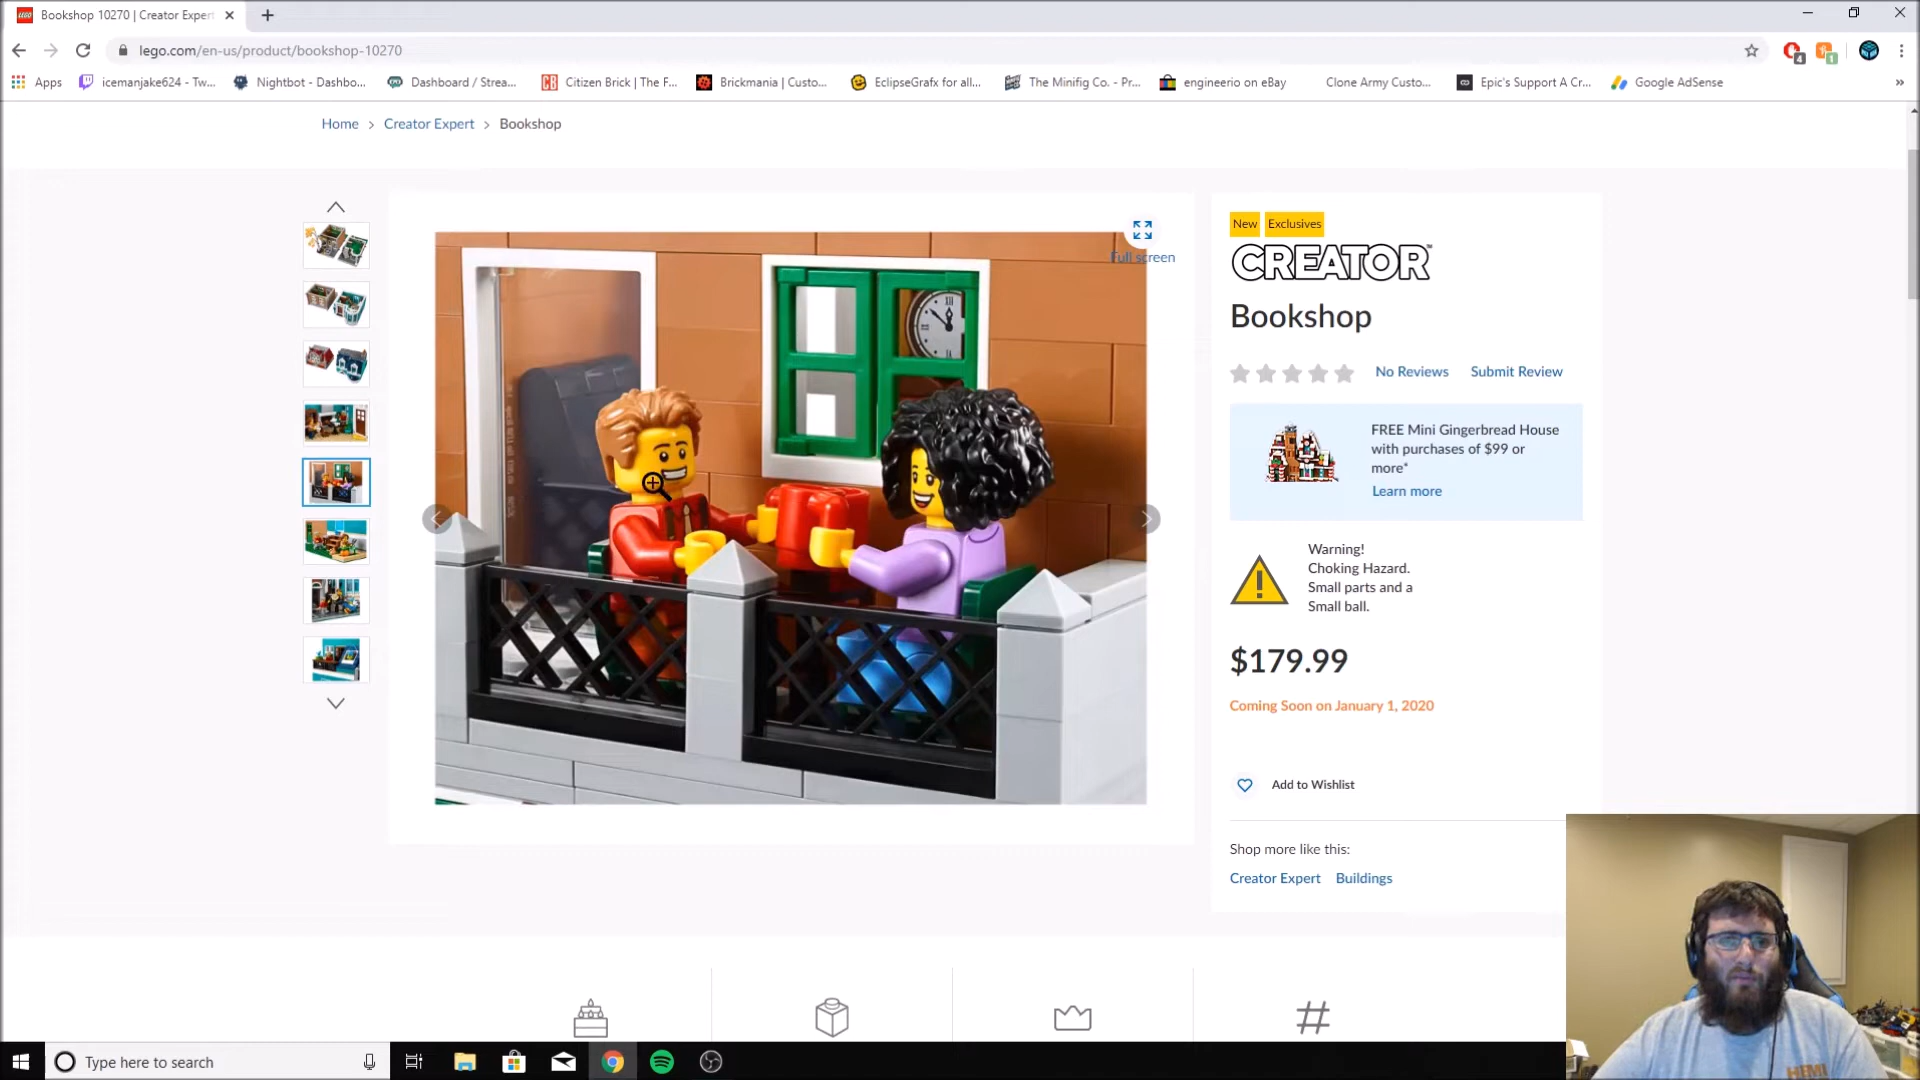 Bookshop 10270 | Creator Exper
lego.com/en-us/product/bookshop-10270
4
1
Apps
icemanjake624 - Tw...
Nightbot - Dashbo...
Dashboard / Strea...
Citizen Brick | The F...
Brickmania | Custo...
EclipseGrafx for all...
The Minifig Co. - Pr...
engineerio on eBay
Clone Army Custo...
Epic's Support A Cr...
Google AdSense
»
Home > Creator Expert > Bookshop
Full screen
New
Exclusives
CREATOR™
Bookshop
No Reviews
Submit Review
FREE Mini Gingerbread House
with purchases of $99 or
more*
Learn more
Warning!
Choking Hazard.
Small parts and a
Small ball.
$179.99
Coming Soon on January 1, 2020
Add to Wishlist
Shop more like this:
Creator Expert
Buildings
#
Type here to search
HEMI